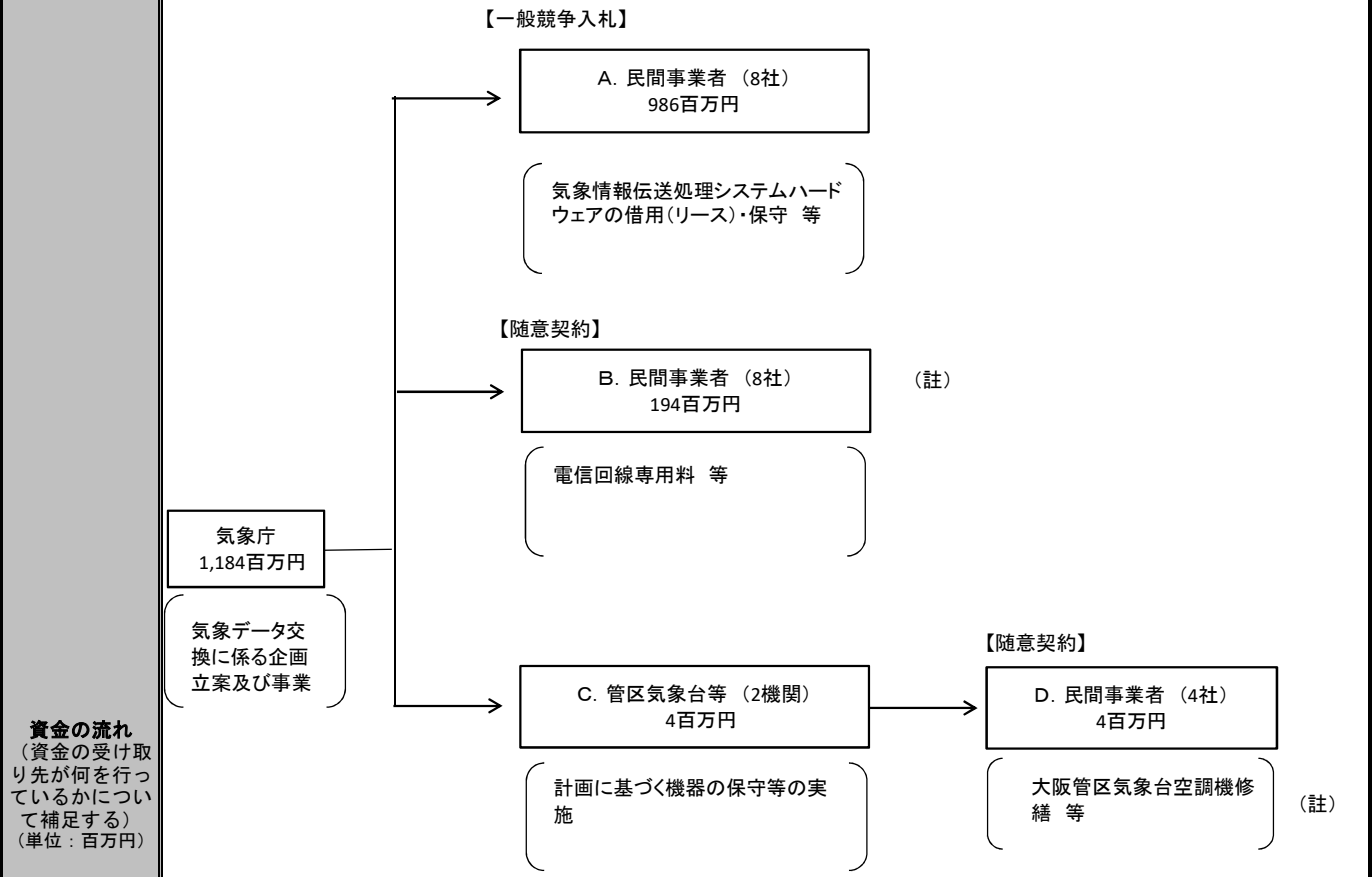 資金の流れ
（資金の受け取
り先が何を行っ
ているかについ
て補足する）
（単位：百万円）
気象庁
1,184百万円
気象データ交
換に係る企画
立案及び事業
【一般競争入札】
A．民間事業者　（8社）
986百万円
気象情報伝送処理システムハード
ウェアの借用（リース）・保守　等
【随意契約】
B．民間事業者　（8社）
194百万円
（註）
電信回線専用料　等
C．管区気象台等　（2機関）
4百万円
計画に基づく機器の保守等の実
施
【随意契約】
D．民間事業者　（4社）
4百万円
大阪管区気象台空調機修
繕　等
（註）